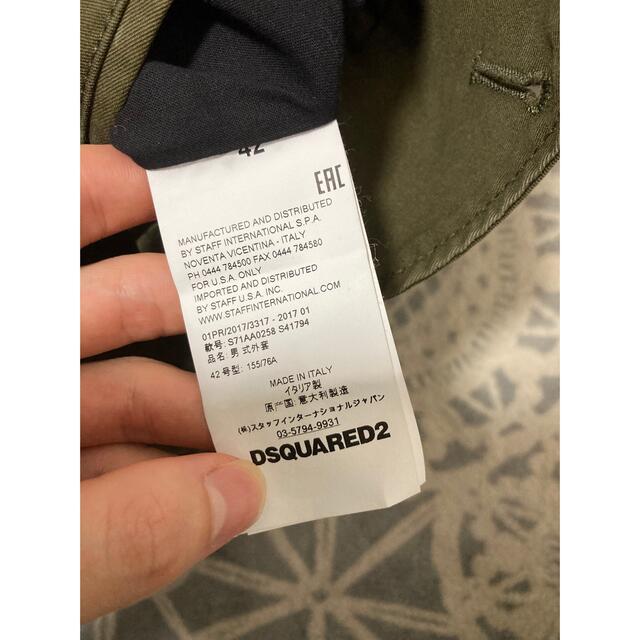 42
EAC
MANUFACTURED AND DISTRIBUTED
BY STAFF INTERNATIONAL S.P.A.
NOVENTA VICENTINA - ITALY
PH 0444 784500 FAX 0444 784580
FOR U.S.A. ONLY
IMPORTED AND DISTRIBUTED
BY STAFF U.S.A. INC.
WWW.STAFFINTERNATIONAL.COM
01PR/2017/3317 - 2017 01
款号: S71AA0258 S41794
品名: 男式外套
42号型: 155/76A
MADE IN ITALY
イタリア製
原产国:意大利製造
(株)スタッフインターナショナルジャパン
03-5794-9931
DSQUARED2